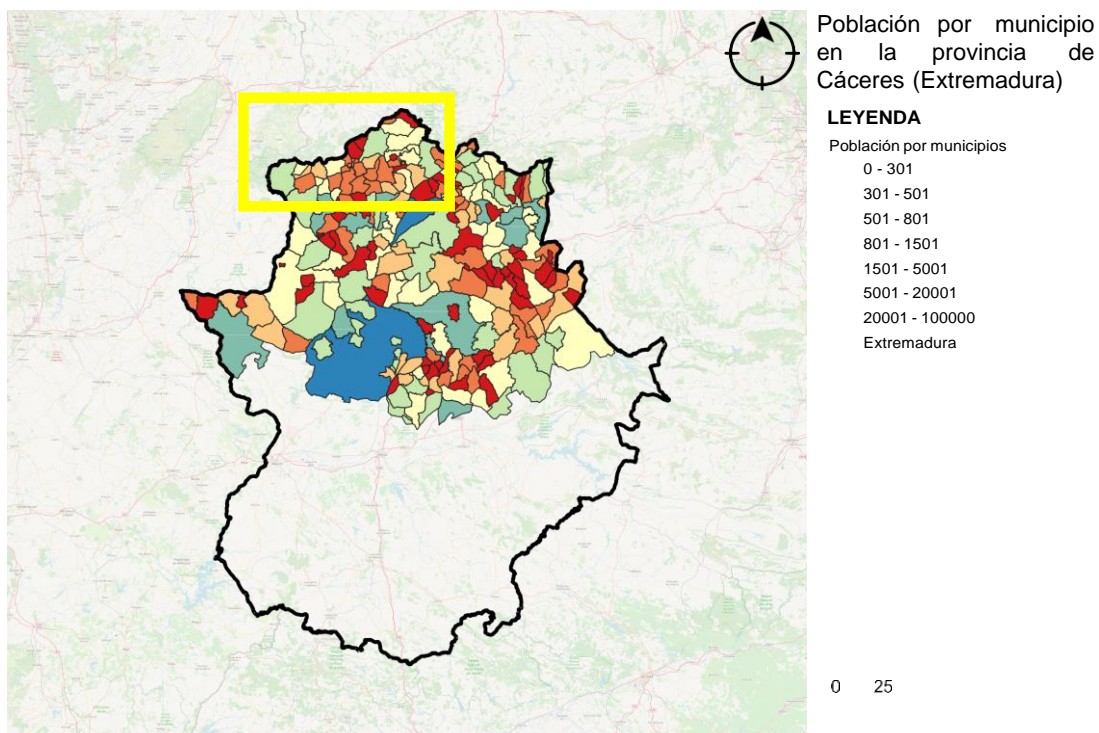 Población por municipio
en la provincia de
Cáceres (Extremadura)
LEYENDA
Población por municipios
0 - 301
301 - 501
501 - 801
801 - 1501
1501 - 5001
5001 - 20001
20001 - 100000
Extremadura
0 25